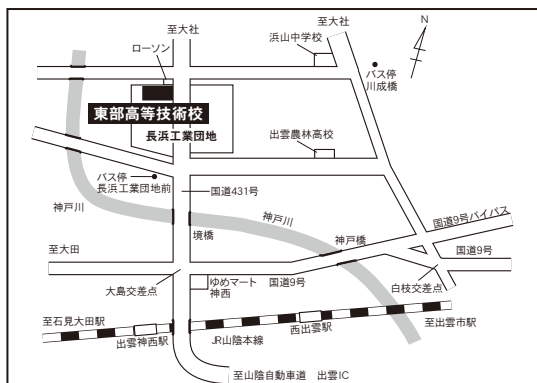 至大社
至大社
N
ローソン
浜山中学校
バス停
川成橋
東部高等技術校
長浜工業団地
出雲農林高校
バス停
長浜工業団地前
国道431号
神戸川
神戸川
国道9号バイパス
境橋
神戸橋
至大田
国道9号
大島交差点
ゆめマート
神西
国道9号
白枝交差点
至石見大田駅
出雲神西駅
JR山陰本線
西出雲駅
至出雲市駅
至山陰自動車道 出雲IC